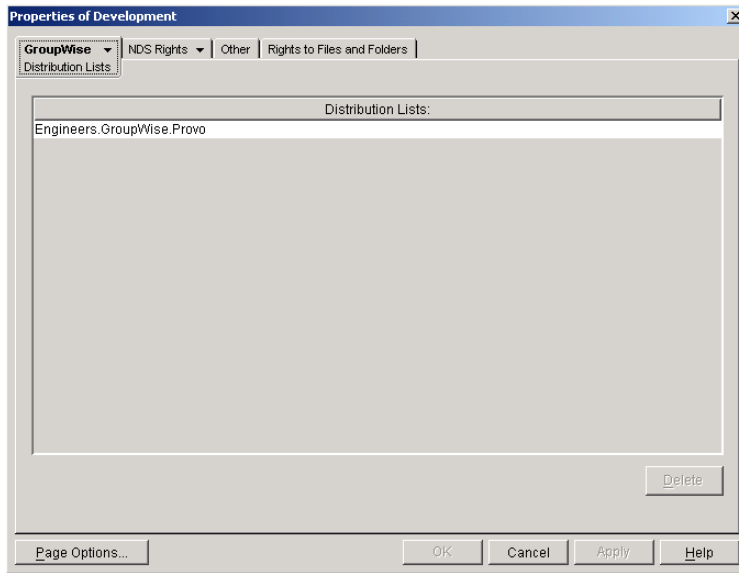 Properties of Development
GroupWise NDS Rights Other Rights to Files and Folders
Distribution Lists
Distribution Lists:
Engineers.GroupWise.Provo
Delete
Page Options... OK Cancel Apply Help